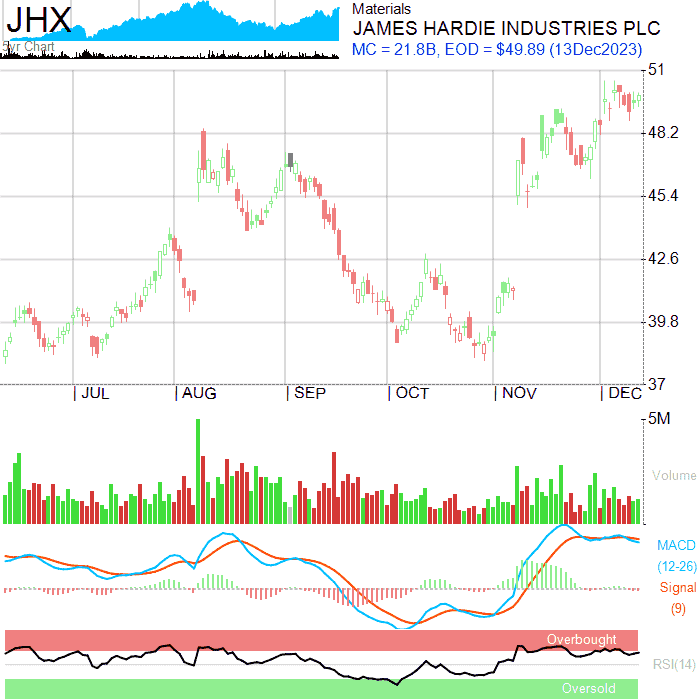 JHX
5yr Chart
Materials
JAMES HARDIE INDUSTRIES PLC
MC = 21.8B, EOD = $49.89 (13Dec2023)
51
48.2
45.4
42.6
39.8
37
JUL
AUG
SEP
OCT
NOV
DEC
5M
Volume
MACD
(12-26)
Signal
(9)
Overbought
RSI(14)
Oversold